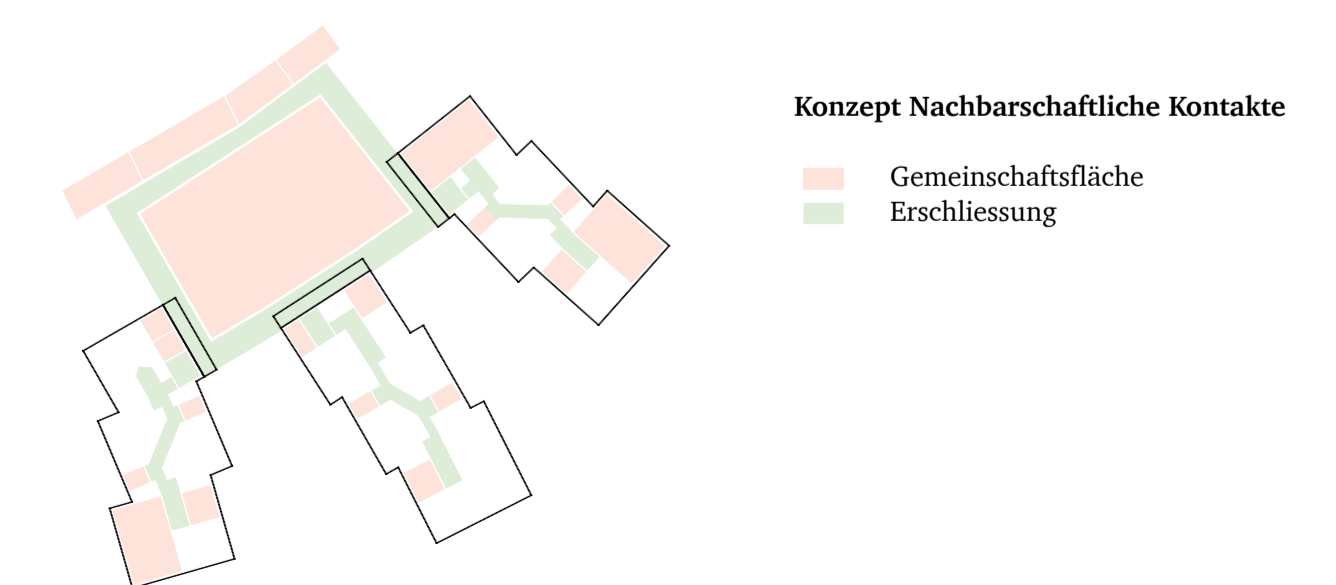 Konzept Nachbarschaftliche Kontakte
Gemeinschaftsfläche
Erschliessung